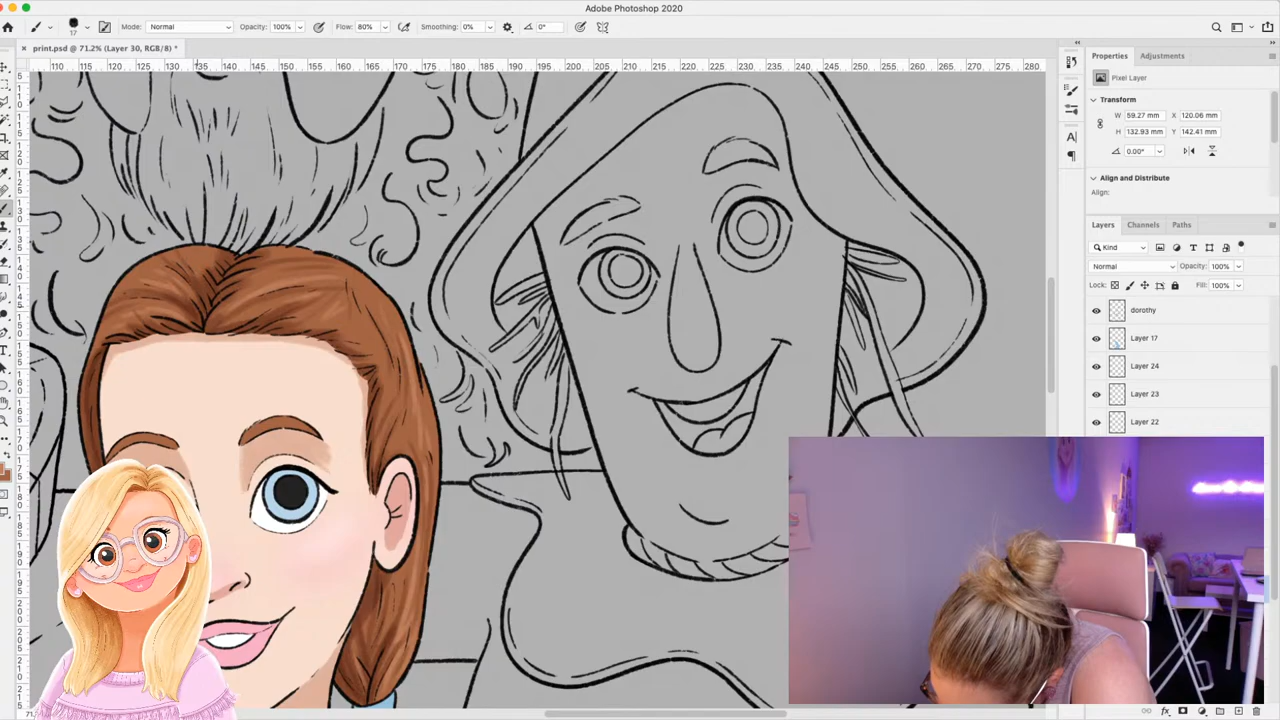 Adobe Photoshop 2020
17 Mode: Normal Opacity: 100% Flow: 80% Smoothing: 0% 0°
print.psd @ 71.2% (Layer 30, RGB/8) *
110 115 120 125 130 135 140 145 150 155 160 165 170 175 180 185 190 195 200 205 210 215 220 225 230 235 240 245 250 255 260 265 270 275 280
Properties Adjustments
Pixel Layer
Transform
W 59.27 mm X 120.06 mm
H 132.93 mm Y 142.41 mm
0.00°
Align and Distribute
Align:
Layers Channels Paths
Kind
Normal Opacity: 100%
Lock: Fill: 100%
dorothy
Layer 17
Layer 24
Layer 23
Layer 22